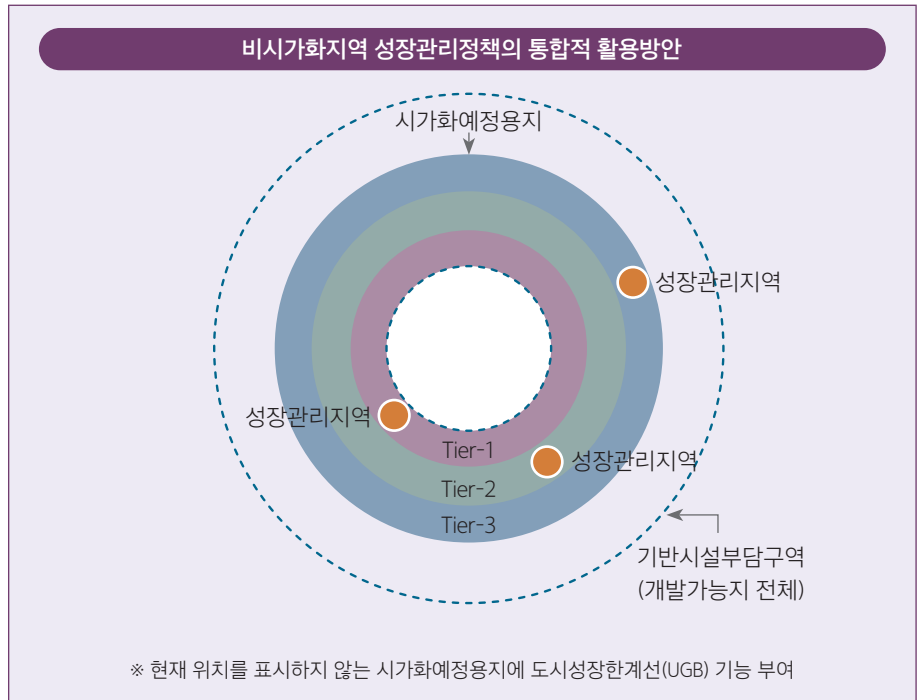 비시가화지역 성장관리정책의 통합적 활용방안
시가화예정용지
성장관리지역
성장관리지역
Tier-1
성장관리지역
Tier-2
Tier-3
기반시설부담구역
(개발가능지 전체)
※ 현재 위치를 표시하지 않는 시가화예정용지에 도시성장한계선(UGB) 기능 부여